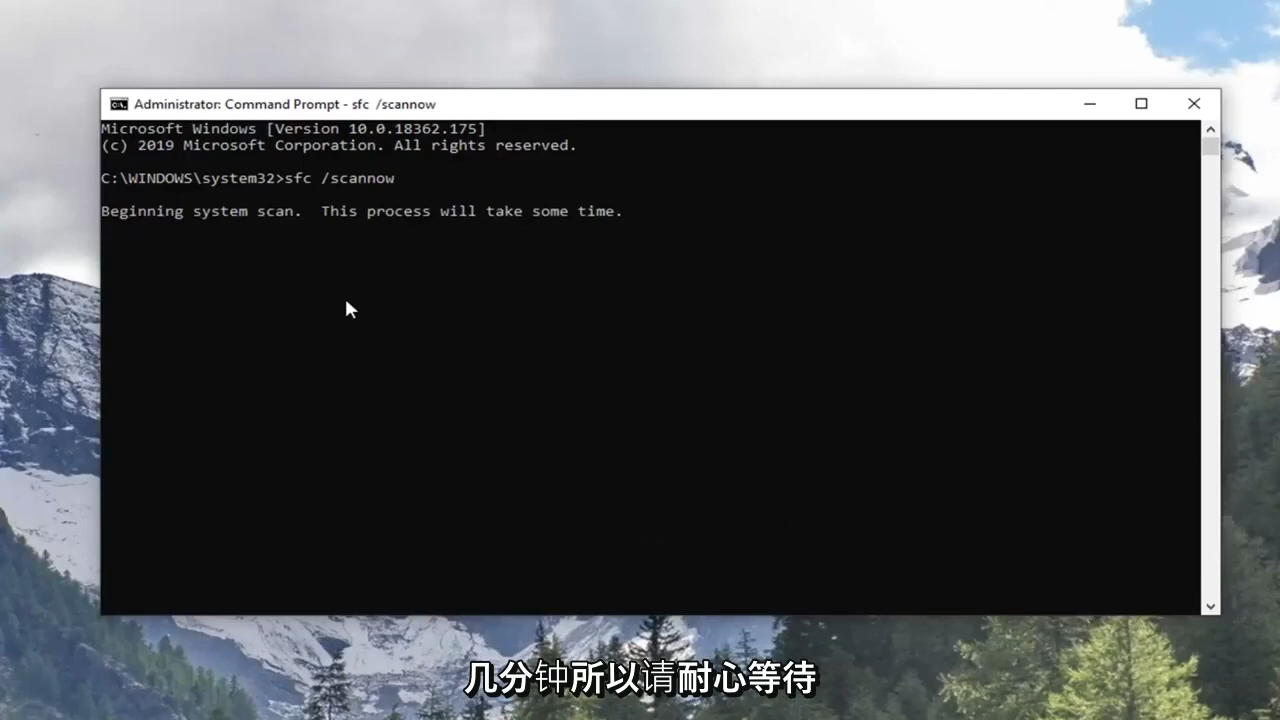 Administrator: Command Prompt - sfc  /scannow
Microsoft Windows [Version 10.0.18362.175]
(c) 2019 Microsoft Corporation. All rights reserved.
C:\WINDOWS\system32>sfc /scannow
Beginning system scan.  This process will take some time.
几分钟所以请耐心等待